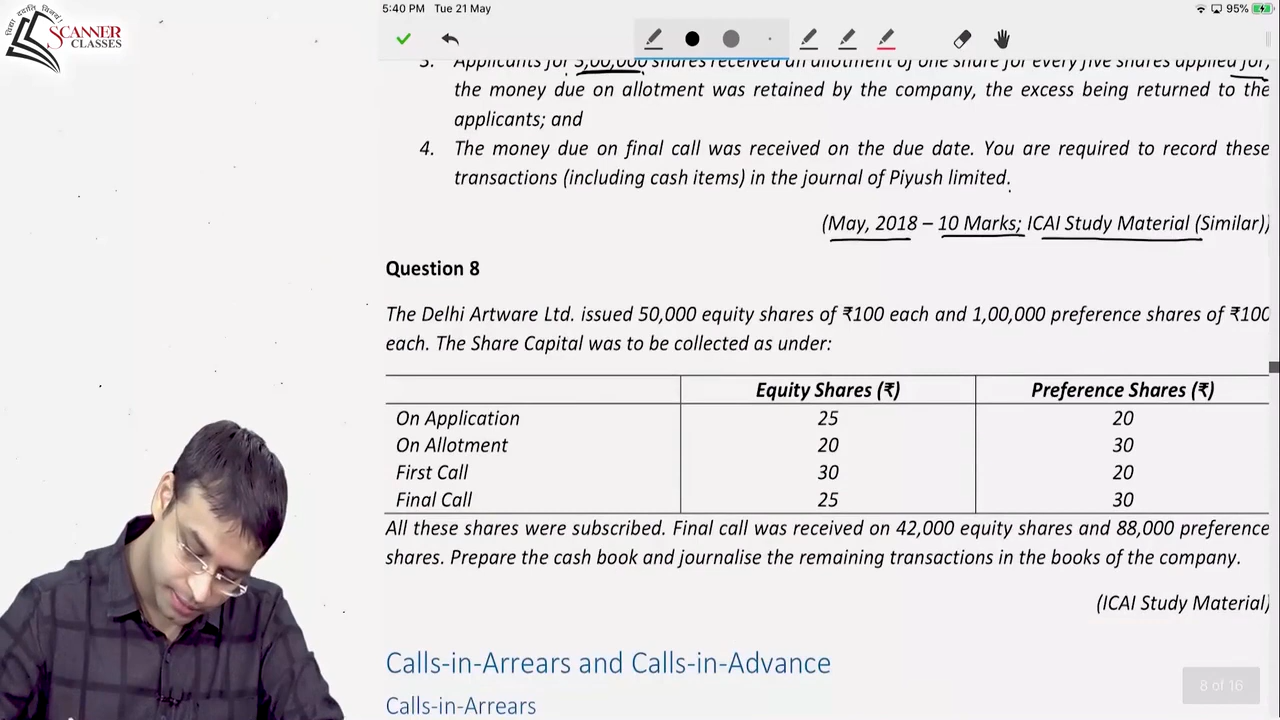 विद्या ददाति विनयं
SCANNER
CLASSES
5:40 PM Tue 21 May
95%
3. Applicants for 3,00,000 shares received an allotment of one share for every five shares applied for,
the money due on allotment was retained by the company, the excess being returned to the
applicants; and
4. The money due on final call was received on the due date. You are required to record these
transactions (including cash items) in the journal of Piyush limited.
(May, 2018 – 10 Marks; ICAI Study Material (Similar))
Question 8
The Delhi Artware Ltd. issued 50,000 equity shares of ₹100 each and 1,00,000 preference shares of ₹100
each. The Share Capital was to be collected as under:
Equity Shares (₹) Preference Shares (₹)
On Application 25 20
On Allotment 20 30
First Call 30 20
Final Call 25 30
All these shares were subscribed. Final call was received on 42,000 equity shares and 88,000 preference
shares. Prepare the cash book and journalise the remaining transactions in the books of the company.
(ICAI Study Material)
Calls-in-Arrears and Calls-in-Advance
Calls-in-Arrears
8 of 16